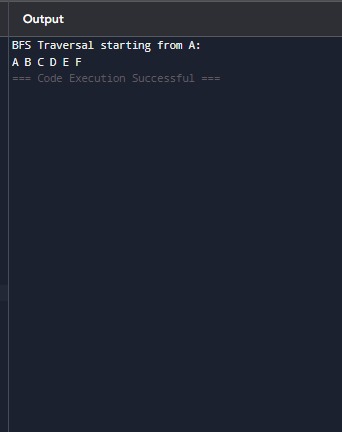 Output
BFS Traversal starting from A:
A B C D E F
=== Code Execution Successful ===